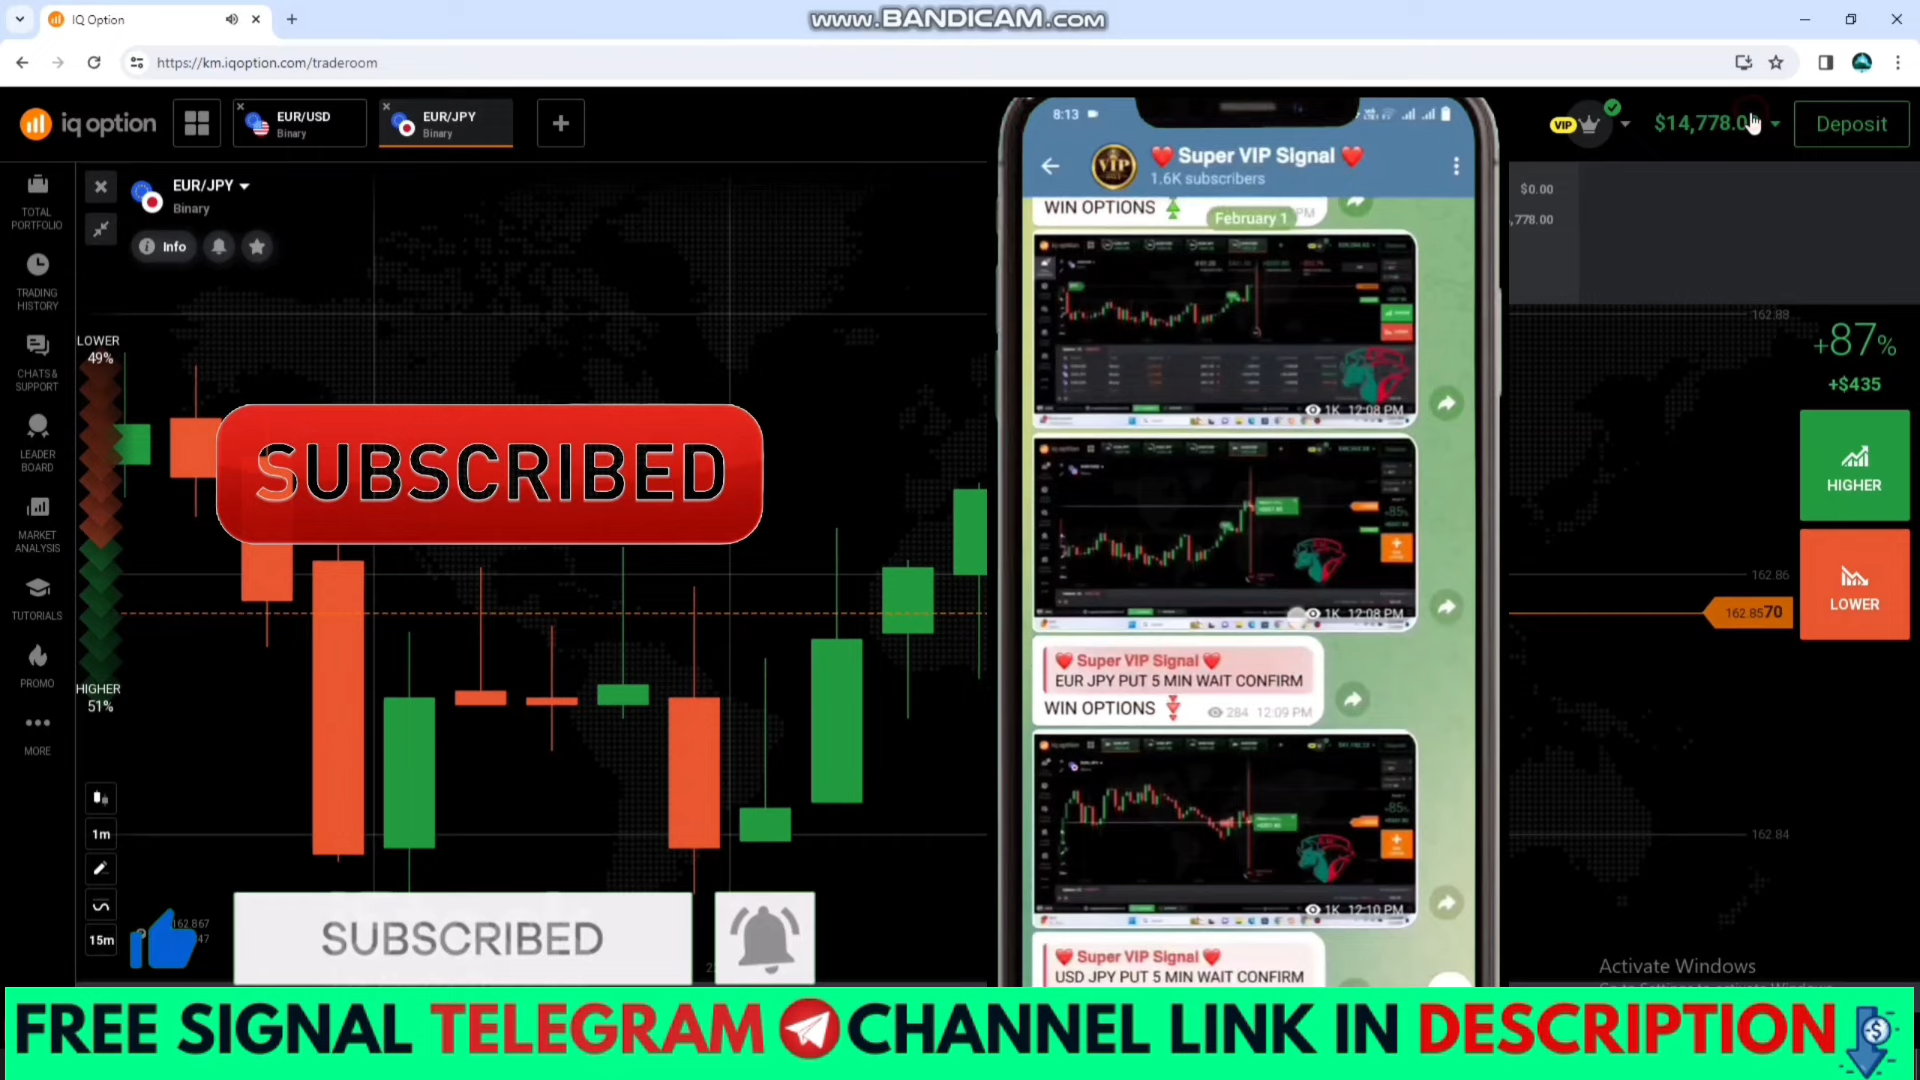 IQ Option
www.BANDICAM.com
https://km.iqoption.com/traderoom
iq option
EUR/USD
Binary
EUR/JPY
Binary
VIP
Deposit
EUR/JPY
Binary
Info
TOTAL
PORTFOLIO
TRADING
HISTORY
CHATS &
SUPPORT
LEADER
BOARD
MARKET
ANALYSIS
TUTORIALS
PROMO
MORE
LOWER
49%
HIGHER
51%
1m
15m
SUBSCRIBED
SUBSCRIBED
8:13
VIP
Super VIP Signal
1.6K subscribers
WIN OPTIONS
February 1
1K 12:08 PM
1K 12:08 PM
Super VIP Signal
EUR JPY PUT 5 MIN WAIT CONFIRM
WIN OPTIONS
284 12:09 PM
1K 12:10 PM
Super VIP Signal
USD JPY PUT 5 MIN WAIT CONFIRM
$0.00
,778.00
162.88
+87%
+$435
HIGHER
162.86
162.8570
LOWER
162.84
Activate Windows
FREE SIGNAL TELEGRAM CHANNEL LINK IN DESCRIPTION